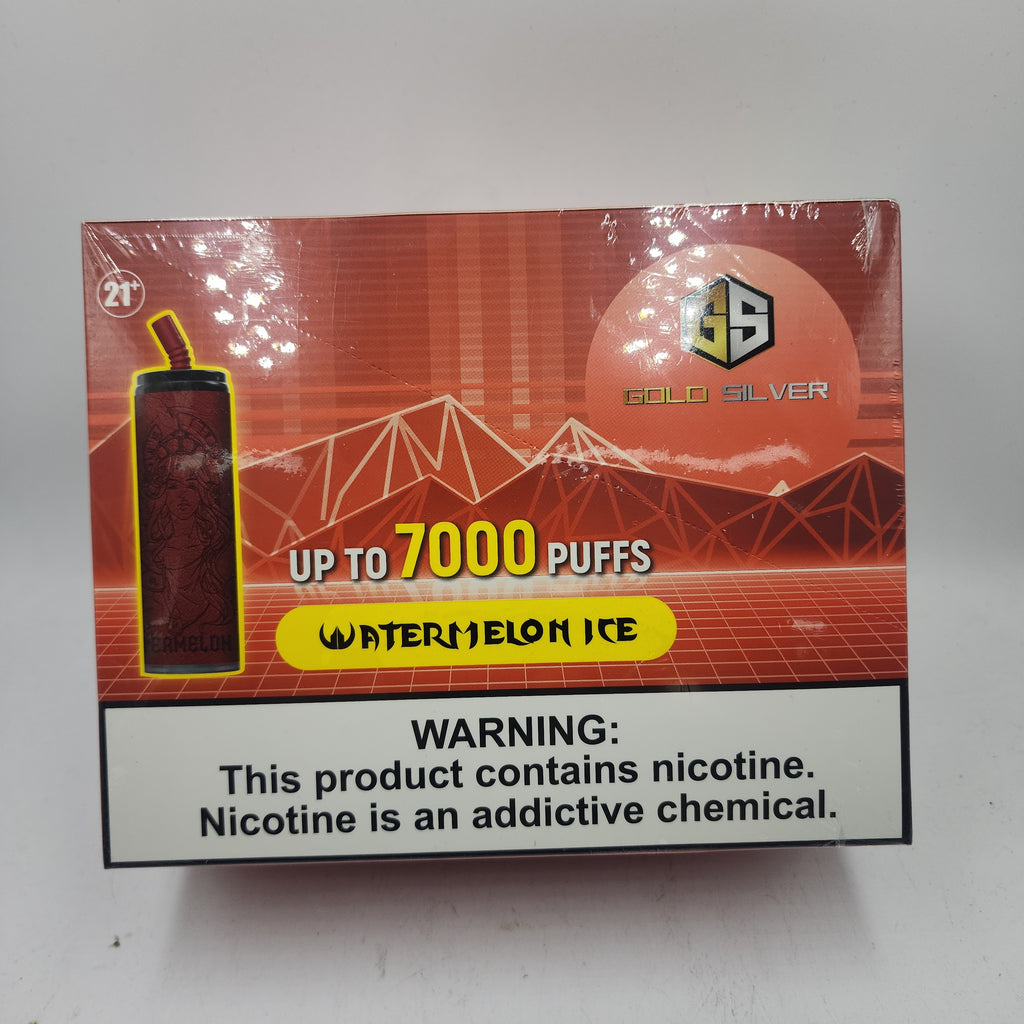 21+
GS
GOLD SILVER
UP TO 7000 PUFFS
WATERMELON ICE
ERMELON
WARNING:
This product contains nicotine.
Nicotine is an addictive chemical.